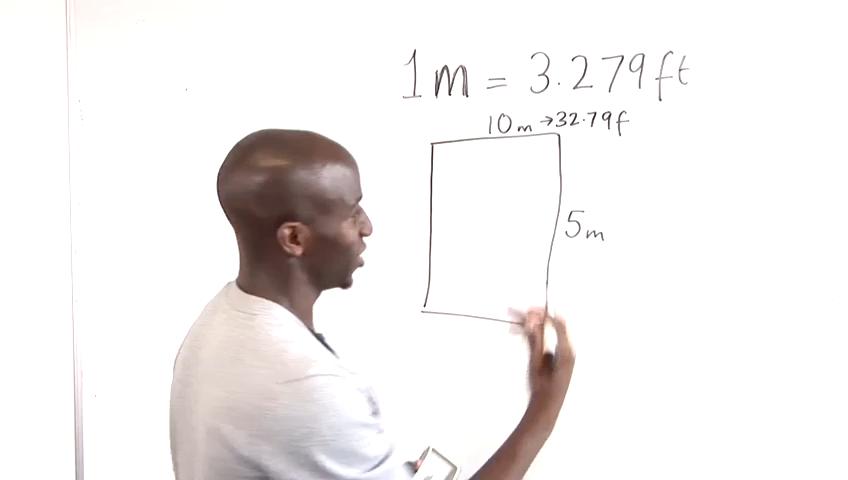 1m = 3.279ft
10m → 32.79f
5m